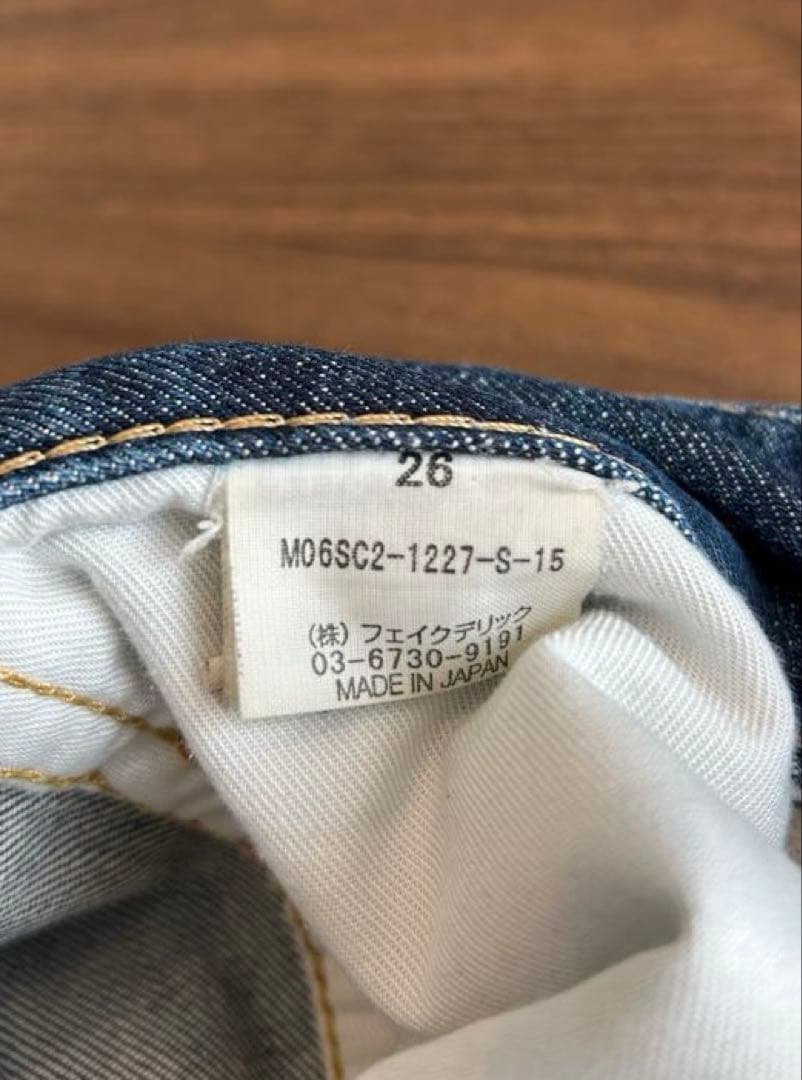 26
M06SC2-1227-S-15
(株) フェイクデリック
03-6730-9191
MADE IN JAPAN